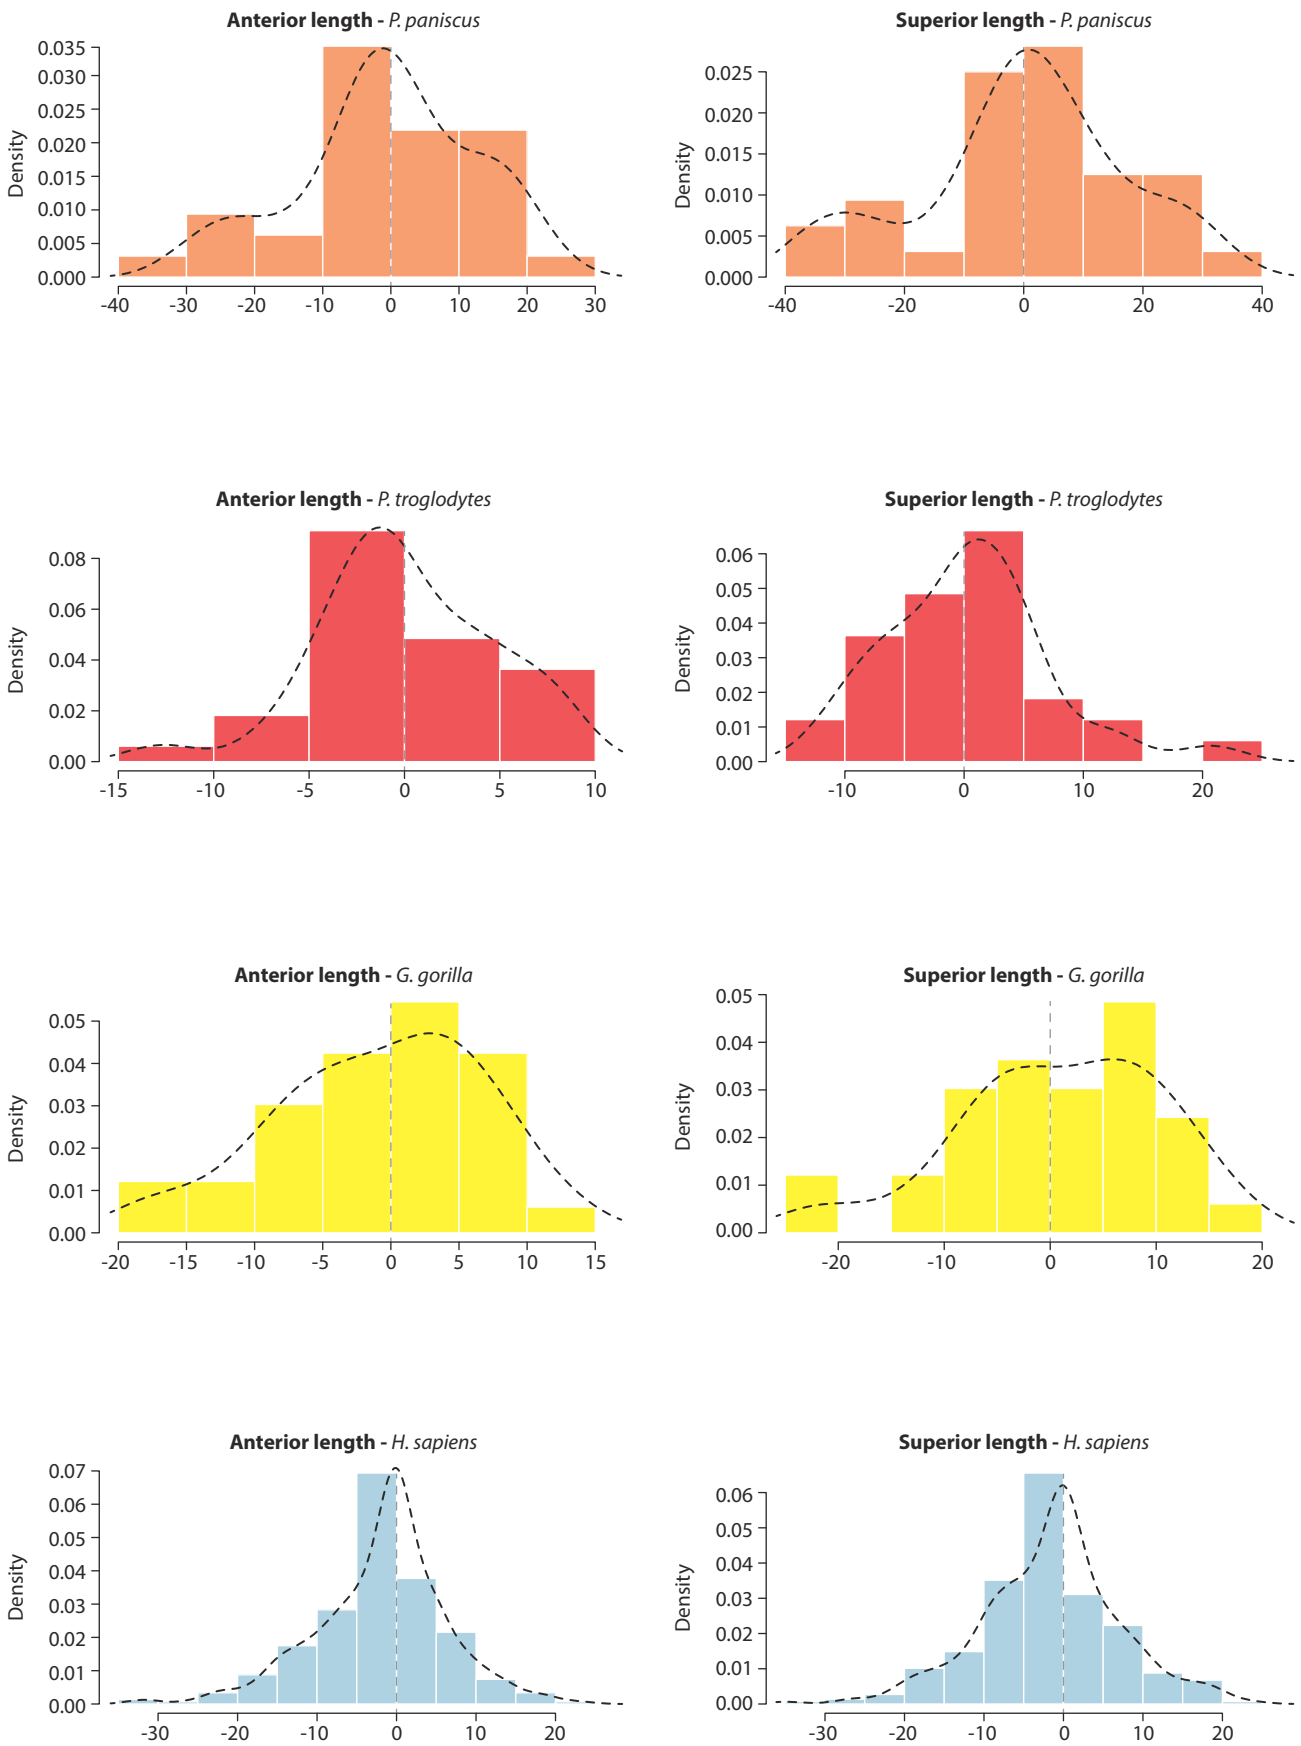 Anterior length - P. paniscus
Density
0.035
0.030
0.025
0.020
0.015
0.010
0.005
0.000
-40 -30 -20 -10 0 10 20 30
Superior length - P. paniscus
Density
0.025
0.020
0.015
0.010
0.005
0.000
-40 -20 0 20 40
Anterior length - P. troglodytes
Density
0.08
0.06
0.04
0.02
0.00
-15 -10 -5 0 5 10
Superior length - P. troglodytes
Density
0.06
0.05
0.04
0.03
0.02
0.01
0.00
-10 0 10 20
Anterior length - G. gorilla
Density
0.05
0.04
0.03
0.02
0.01
0.00
-20 -15 -10 -5 0 5 10 15
Superior length - G. gorilla
Density
0.05
0.04
0.03
0.02
0.01
0.00
-20 -10 0 10 20
Anterior length - H. sapiens
Density
0.07
0.06
0.05
0.04
0.03
0.02
0.01
0.00
-30 -20 -10 0 10 20
Superior length - H. sapiens
Density
0.06
0.05
0.04
0.03
0.02
0.01
0.00
-30 -20 -10 0 10 20